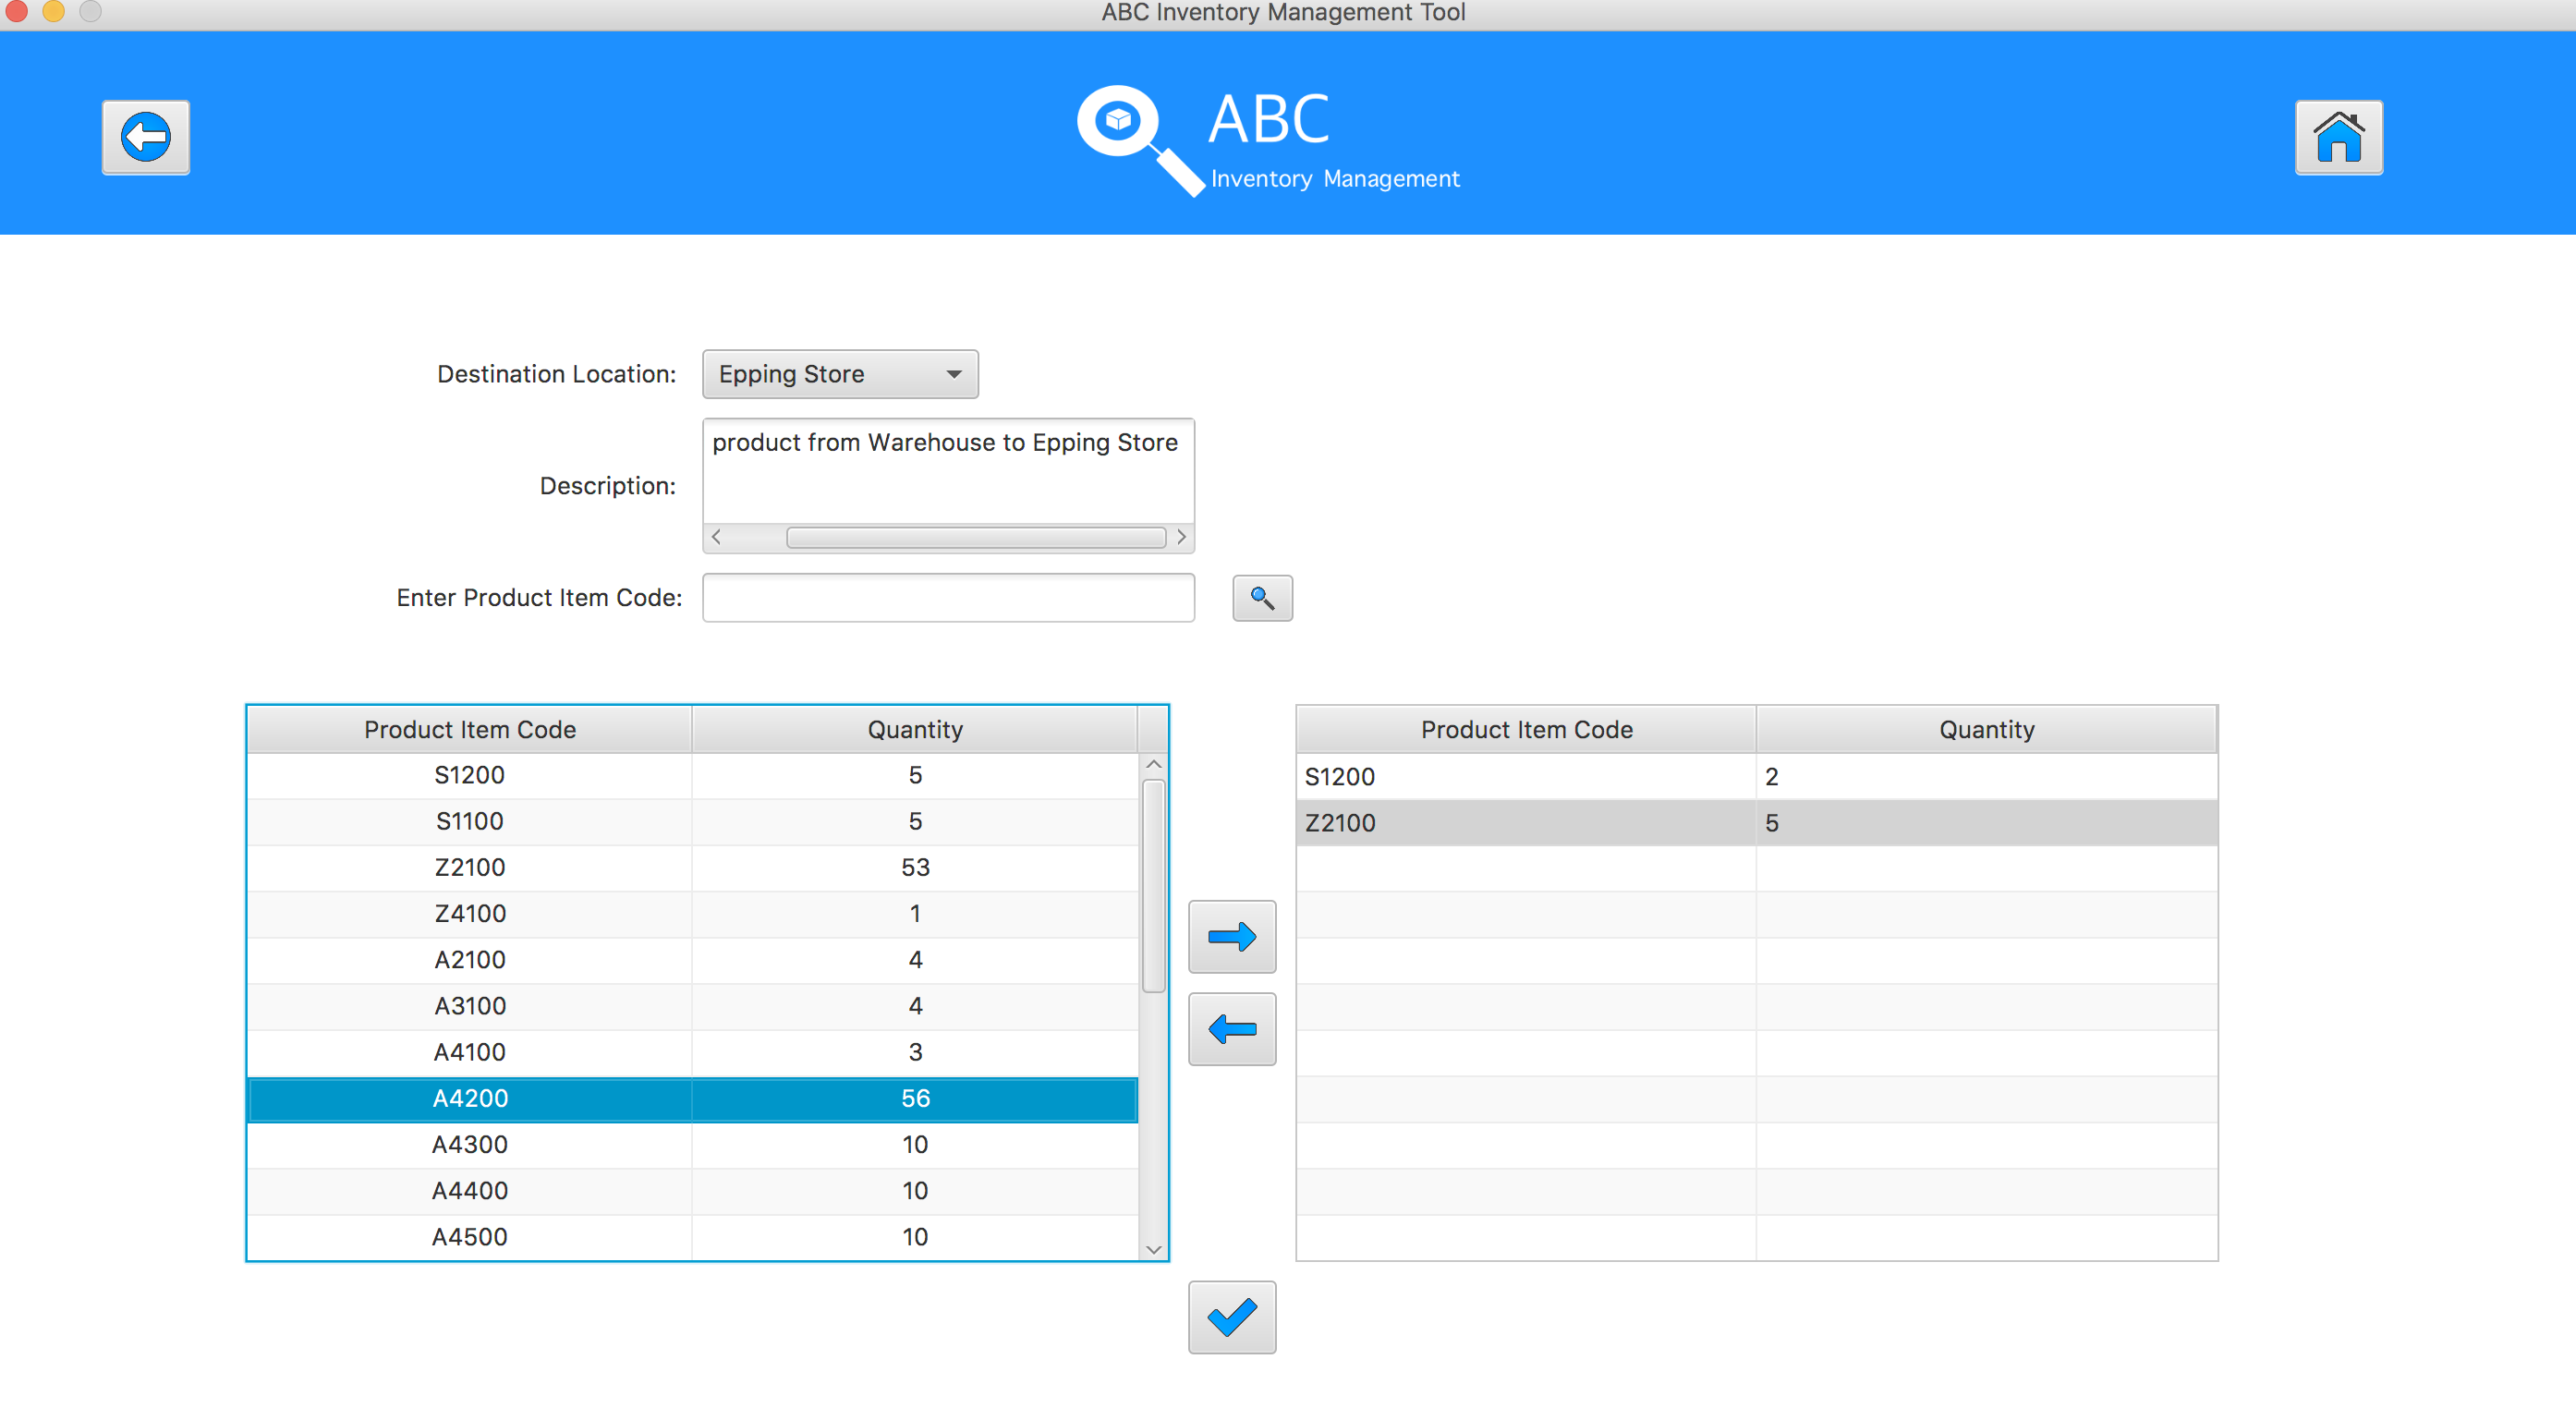 ABC Inventory Management Tool
ABC
Inventory Management
Destination Location: Epping Store
product from Warehouse to Epping Store
Description:
Enter Product Item Code:
Product Item Code Quantity
S1200 5
S1100 5
Z2100 53
Z4100 1
A2100 4
A3100 4
A4100 3
A4200 56
A4300 10
A4400 10
A4500 10
Product Item Code Quantity
S1200 2
Z2100 5